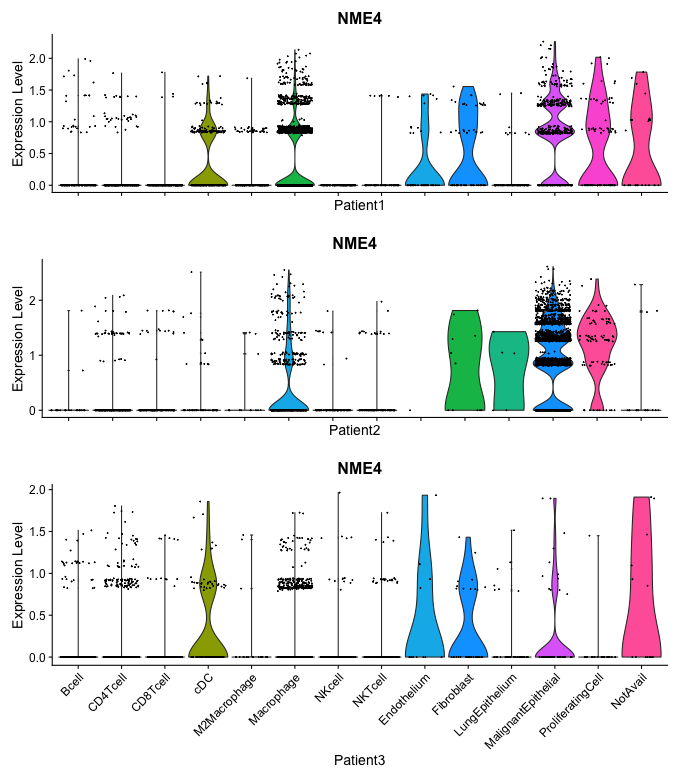 NME4
Expression Level
2.0
1.5
1.0
0.5
0.0
Patient1
NME4
Expression Level
2
1
0
Patient2
NME4
Expression Level
2.0
1.5
1.0
0.5
0.0
Bcell
CD4Tcell
CD8Tcell
cDC
M2Macrophage
Macrophage
NKcell
NKTcell
Endothelium
Fibroblast
LungEpithelium
MalignantEpithelial
ProliferatingCell
NotAvail
Patient3